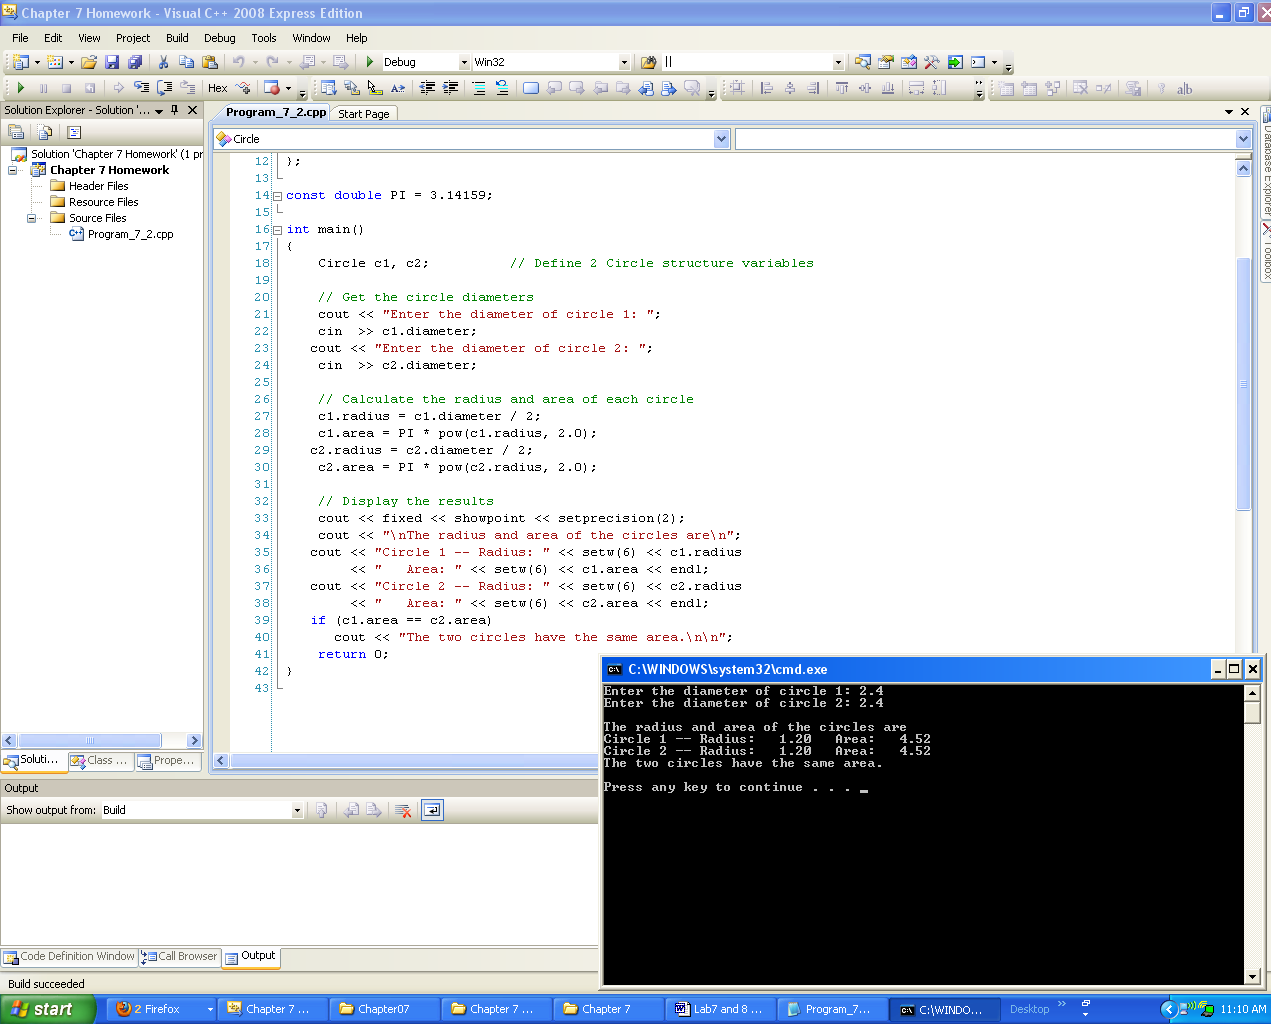 Chapter 7 Homework - Visual C++ 2008 Express Edition
File Edit View Project Build Debug Tools Window Help
Debug Win32 ||
Hex
Solution Explorer - Solution '...
Program_7_2.cpp Start Page
Circle
Solution 'Chapter 7 Homework' (1 pr
Chapter 7 Homework
Header Files
Resource Files
Source Files
Program_7_2.cpp
12 };
13
14 const double PI = 3.14159;
15
16 int main()
17 {
18 Circle c1, c2; // Define 2 Circle structure variables
19
20 // Get the circle diameters
21 cout << "Enter the diameter of circle 1: ";
22 cin >> c1.diameter;
23 cout << "Enter the diameter of circle 2: ";
24 cin >> c2.diameter;
25
26 // Calculate the radius and area of each circle
27 c1.radius = c1.diameter / 2;
28 c1.area = PI * pow(c1.radius, 2.0);
29 c2.radius = c2.diameter / 2;
30 c2.area = PI * pow(c2.radius, 2.0);
31
32 // Display the results
33 cout << fixed << showpoint << setprecision(2);
34 cout << "\nThe radius and area of the circles are\n";
35 cout << "Circle 1 -- Radius: " << setw(6) << c1.radius
36 << "   Area: " << setw(6) << c1.area << endl;
37 cout << "Circle 2 -- Radius: " << setw(6) << c2.radius
38 << "   Area: " << setw(6) << c2.area << endl;
39 if (c1.area == c2.area)
40 cout << "The two circles have the same area.\n\n";
41 return 0;
42 }
43
Database Explorer
Toolbox
Soluti... Class ... Prope...
Output
Show output from: Build
Code Definition Window Call Browser Output
Build succeeded
C:\WINDOWS\system32\cmd.exe
Enter the diameter of circle 1: 2.4
Enter the diameter of circle 2: 2.4
The radius and area of the circles are
Circle 1 -- Radius:   1.20   Area:   4.52
Circle 2 -- Radius:   1.20   Area:   4.52
The two circles have the same area.
Press any key to continue . . . _
start 2 Firefox Chapter 7 ... Chapter07 Chapter 7 ... Chapter 7 Lab7 and 8 ... Program_7... C:\WINDO... Desktop » 11:10 AM